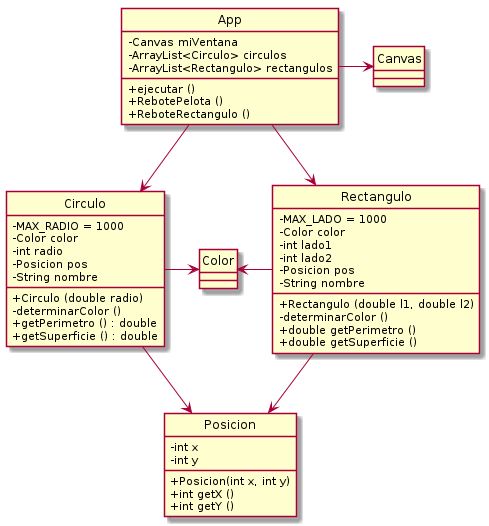 App
-Canvas miVentana
-ArrayList<Circulo> circulos
-ArrayList<Rectangulo> rectangulos
+ejecutar ()
+RebotePelota ()
+ReboteRectangulo ()
Canvas
Circulo
-MAX_RADIO = 1000
-Color color
-int radio
-Posicion pos
-String nombre
+Circulo (double radio)
-determinarColor ()
+getPerimetro () : double
+getSuperficie () : double
Color
Rectangulo
-MAX_LADO = 1000
-Color color
-int lado1
-int lado2
-Posicion pos
-String nombre
+Rectangulo (double l1, double l2)
-determinarColor ()
+double getPerimetro ()
+double getSuperficie ()
Posicion
-int x
-int y
+Posicion(int x, int y)
+int getX ()
+int getY ()